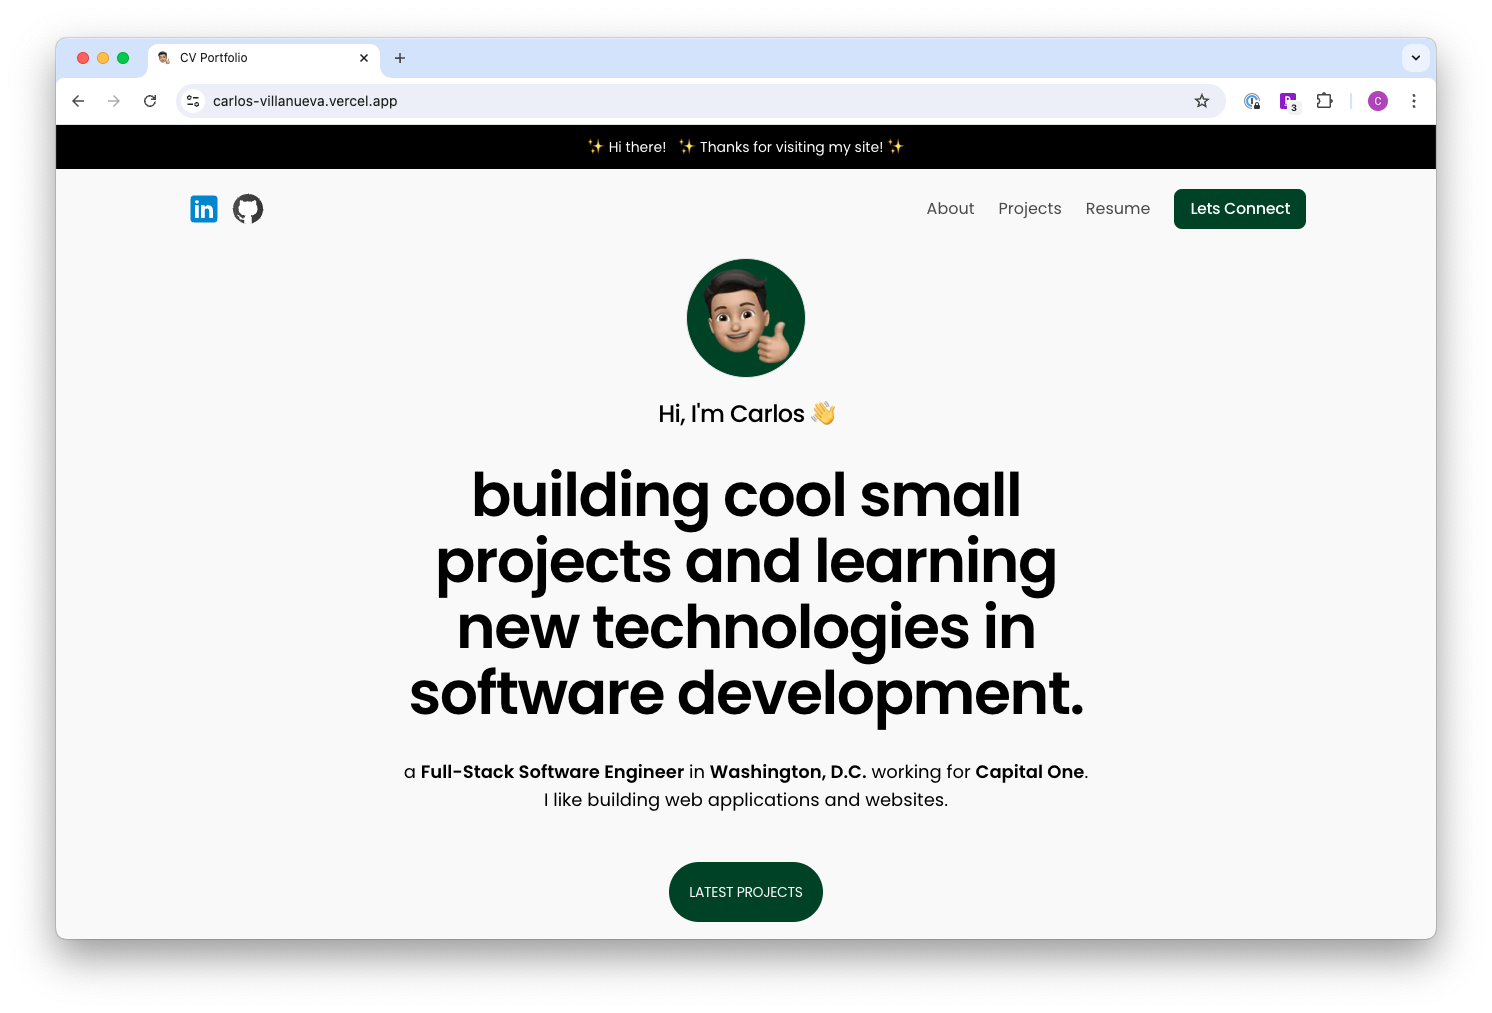 CV Portfolio
carlos-villanueva.vercel.app
3
C
✨ Hi there! ✨ Thanks for visiting my site! ✨
in
About Projects Resume Lets Connect
Hi, I'm Carlos 👋
building cool small
projects and learning
new technologies in
software development.
a Full-Stack Software Engineer in Washington, D.C. working for Capital One.
I like building web applications and websites.
LATEST PROJECTS